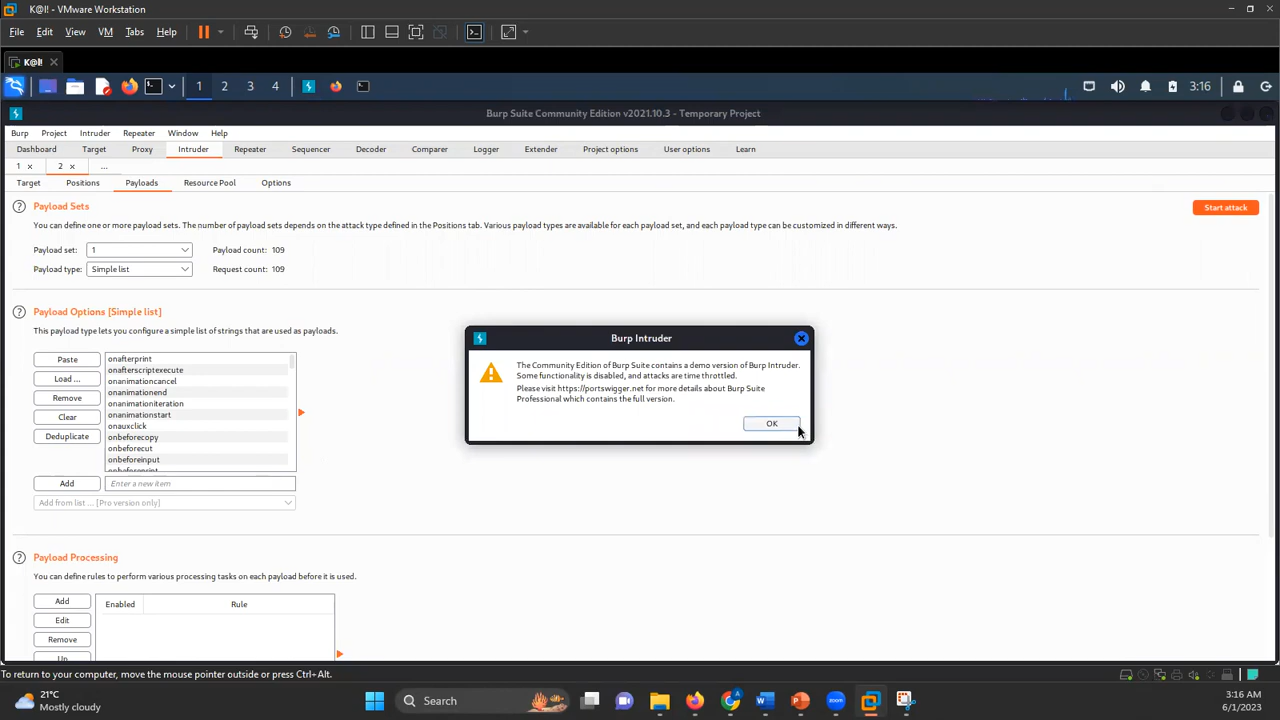 K@l! - VMware Workstation
File Edit View VM Tabs Help
K@l!
1 2 3 4 3:16
Burp Suite Community Edition v2021.10.3 - Temporary Project
Burp Project Intruder Repeater Window Help
Dashboard Target Proxy Intruder Repeater Sequencer Decoder Comparer Logger Extender Project options User options Learn
1 × 2 × ...
Target Positions Payloads Resource Pool Options
? Payload Sets
Start attack
You can define one or more payload sets. The number of payload sets depends on the attack type defined in the Positions tab. Various payload types are available for each payload set, and each payload type can be customized in different ways.
Payload set: 1 Payload count: 109
Payload type: Simple list Request count: 109
? Payload Options [Simple list]
This payload type lets you configure a simple list of strings that are used as payloads.
Paste
Load ...
Remove
Clear
Deduplicate
onafterprint
onafterscriptexecute
onanimationcancel
onanimationend
onanimationiteration
onanimationstart
onauxclick
onbeforecopy
onbeforecut
onbeforeinput
onbeforeprint
Add Enter a new item
Add from list ... [Pro version only]
Burp Intruder
The Community Edition of Burp Suite contains a demo version of Burp Intruder.
Some functionality is disabled, and attacks are time throttled.
Please visit https://portswigger.net for more details about Burp Suite
Professional which contains the full version.
OK
? Payload Processing
You can define rules to perform various processing tasks on each payload before it is used.
Add
Edit
Remove
Up
Enabled Rule
To return to your computer, move the mouse pointer outside or press Ctrl+Alt.
21°C
Mostly cloudy
Search
3:16 AM
6/1/2023